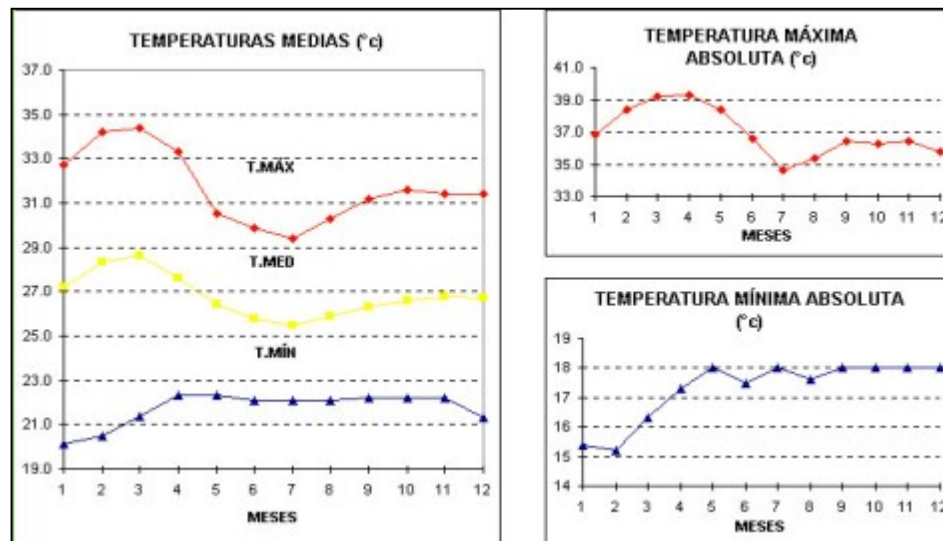 TEMPERATURAS MEDIAS (°c)
37.0
35.0
33.0
31.0
29.0
27.0
25.0
23.0
21.0
19.0
T.MÁX
T.MED
T.MÍN
1 2 3 4 5 6 7 8 9 10 11 12
MESES
TEMPERATURA MÁXIMA
ABSOLUTA (°c)
41.0
39.0
37.0
35.0
33.0
1 2 3 4 5 6 7 8 9 10 11 12
MESES
TEMPERATURA MÍNIMA ABSOLUTA
(°c)
19
18
17
16
15
14
1 2 3 4 5 6 7 8 9 10 11 12
MESES